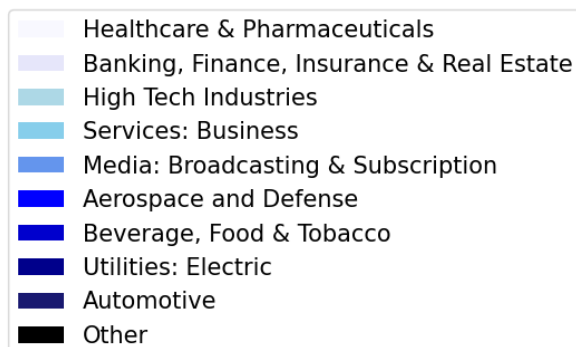 Healthcare & Pharmaceuticals
Banking, Finance, Insurance & Real Estate
High Tech Industries
Services: Business
Media: Broadcasting & Subscription
Aerospace and Defense
Beverage, Food & Tobacco
Utilities: Electric
Automotive
Other